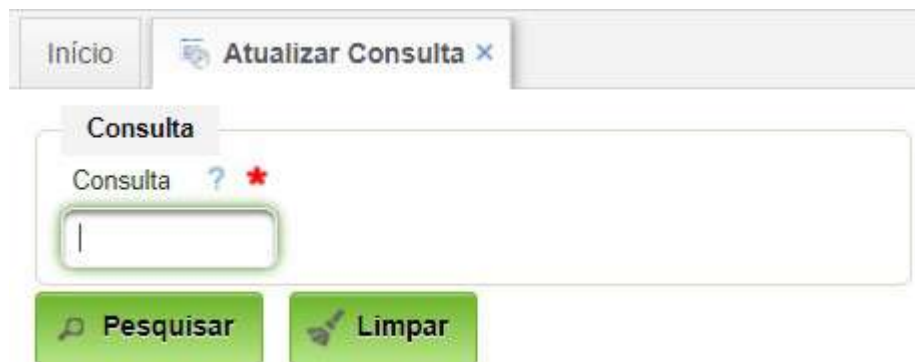 Início Atualizar Consulta ×
Consulta
Consulta ? *
Pesquisar Limpar